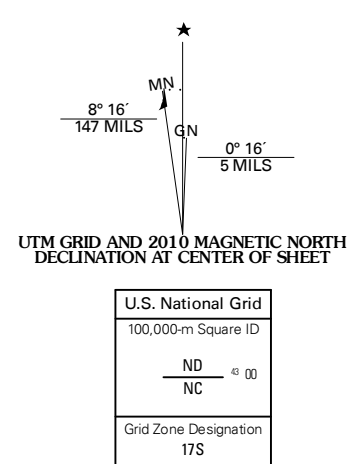 MN
8° 16´
147 MILS
GN
0° 16´
5 MILS
UTM GRID AND 2010 MAGNETIC NORTH
DECLINATION AT CENTER OF SHEET
U.S. National Grid
100,000-m Square ID
ND
43 00
NC
Grid Zone Designation
17S